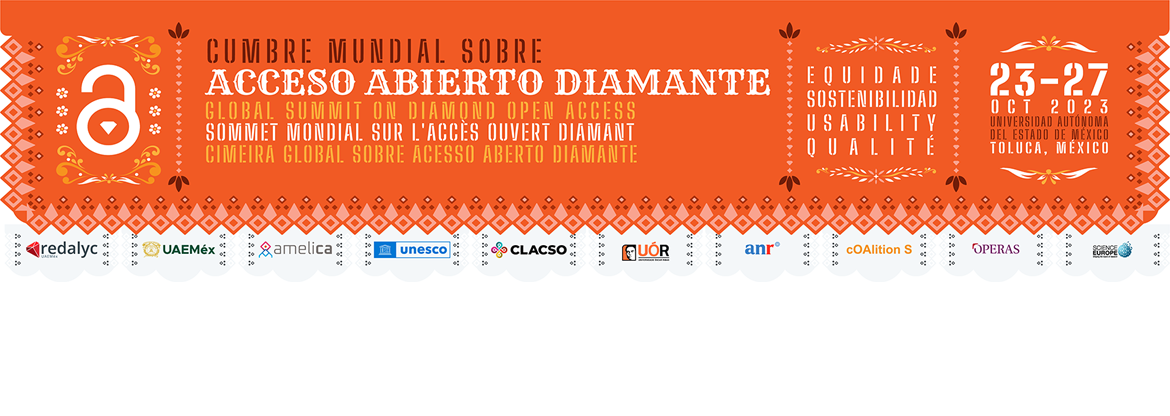 CUMBRE MUNDIAL SOBRE
ACCESO ABIERTO DIAMANTE
GLOBAL SUMMIT ON DIAMOND OPEN ACCESS
SOMMET MONDIAL SUR L'ACCÈS OUVERT DIAMANT
CIMEIRA GLOBAL SOBRE ACESSO ABERTO DIAMANTE
EQUIDADE
SOSTENIBILIDAD
USABILITY
QUALITÉ
23-27
OCT 2023
UNIVERSIDAD AUTÓNOMA
DEL ESTADO DE MÉXICO
TOLUCA, MÉXICO
redalyc
UAEMéx
UAEMéx
amelica
unesco
CLACSO
UÓR
anr
cOAlition S
OPERAS
SCIENCE
EUROPE